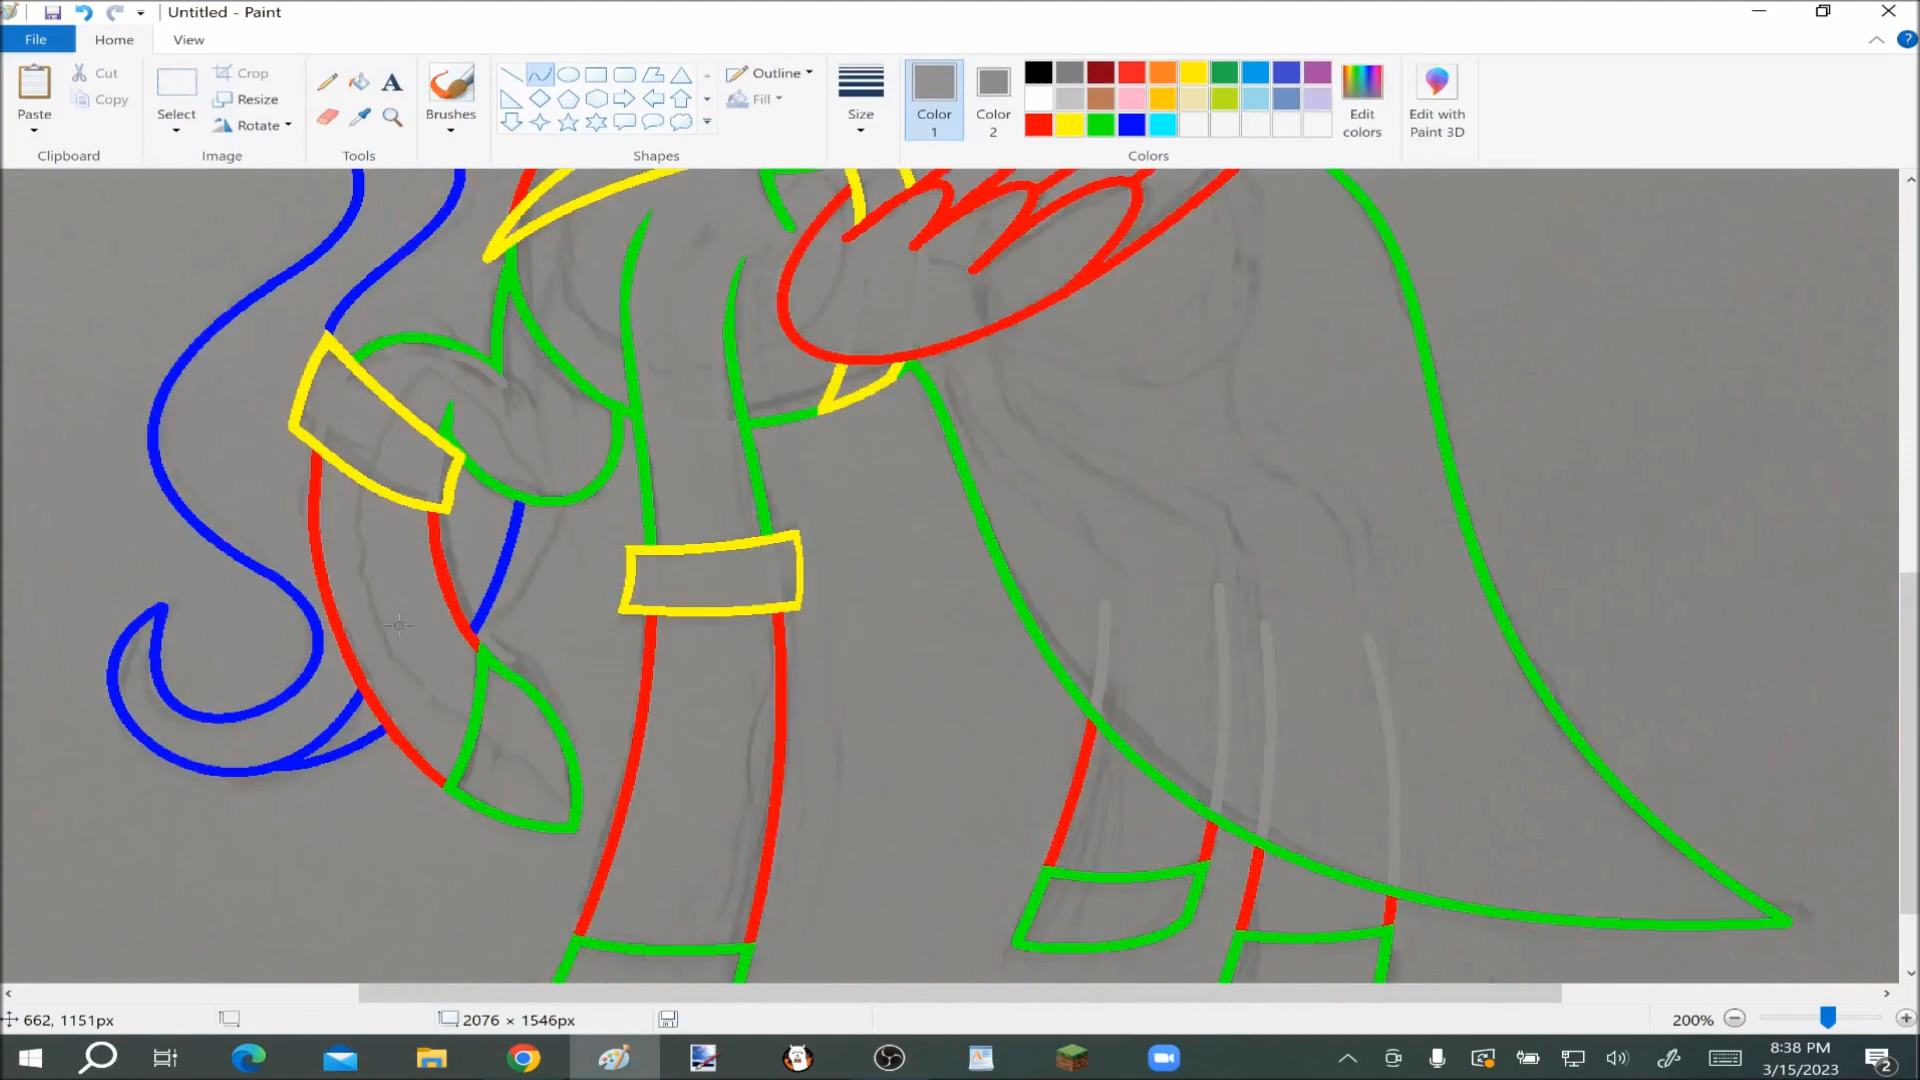 Untitled - Paint
File Home View
Paste
Cut
Copy
Clipboard
Select
Crop
Resize
Rotate
Image
A
Tools
Brushes
Outline
Fill
Shapes
Size
Color 1
Color 2
Edit colors
Colors
Edit with Paint 3D
662, 1151px
2076 × 1546px
200%
8:38 PM
3/15/2023
2